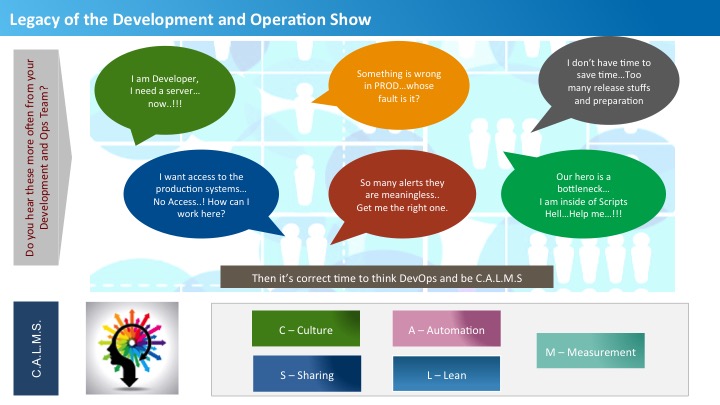 Legacy of the Development and Operation Show
Do you hear these more often from your
Development and Ops Team?
I am Developer,
I need a server…
now..!!!
Something is wrong
in PROD…whose
fault is it?
I don’t have time to
save time…Too
many release stuffs
and preparation
I want access to the
production systems…
No Access..! How can I
work here?
So many alerts they
are meaningless..
Get me the right one.
Our hero is a
bottleneck…
I am inside of Scripts
Hell…Help me…!!!
Then it’s correct time to think DevOps and be C.A.L.M.S
C.A.L.M.S.
C – Culture
A – Automation
M – Measurement
S – Sharing
L – Lean